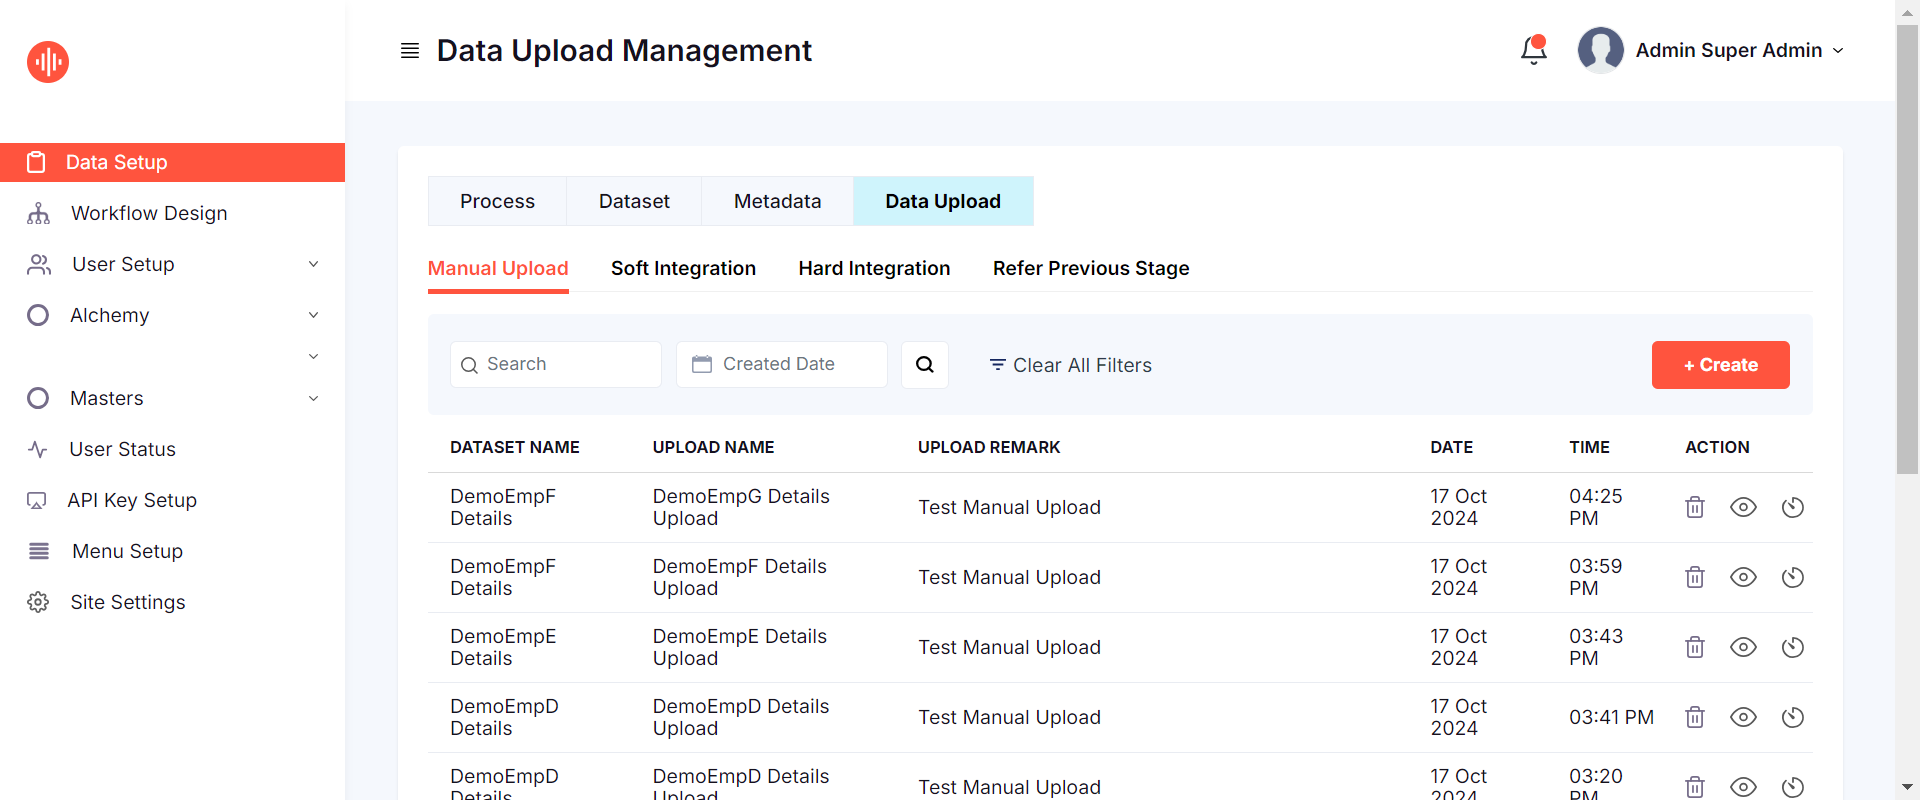 Data Upload Management
Admin Super Admin
Data Setup
Workflow Design
User Setup
Alchemy
Masters
User Status
API Key Setup
Menu Setup
Site Settings
Process Dataset Metadata Data Upload
Manual Upload Soft Integration Hard Integration Refer Previous Stage
Search Created Date Clear All Filters + Create
DATASET NAME UPLOAD NAME UPLOAD REMARK DATE TIME ACTION
DemoEmpF DemoEmpG Details 17 Oct 04:25
Details Upload Test Manual Upload 2024 PM
DemoEmpF DemoEmpF Details 17 Oct 03:59
Details Upload Test Manual Upload 2024 PM
DemoEmpE DemoEmpE Details 17 Oct 03:43
Details Upload Test Manual Upload 2024 PM
DemoEmpD DemoEmpD Details 17 Oct
Details Upload Test Manual Upload 2024 03:41 PM
DemoEmpD DemoEmpD Details 17 Oct 03:20
Details Upload Test Manual Upload 2024 PM